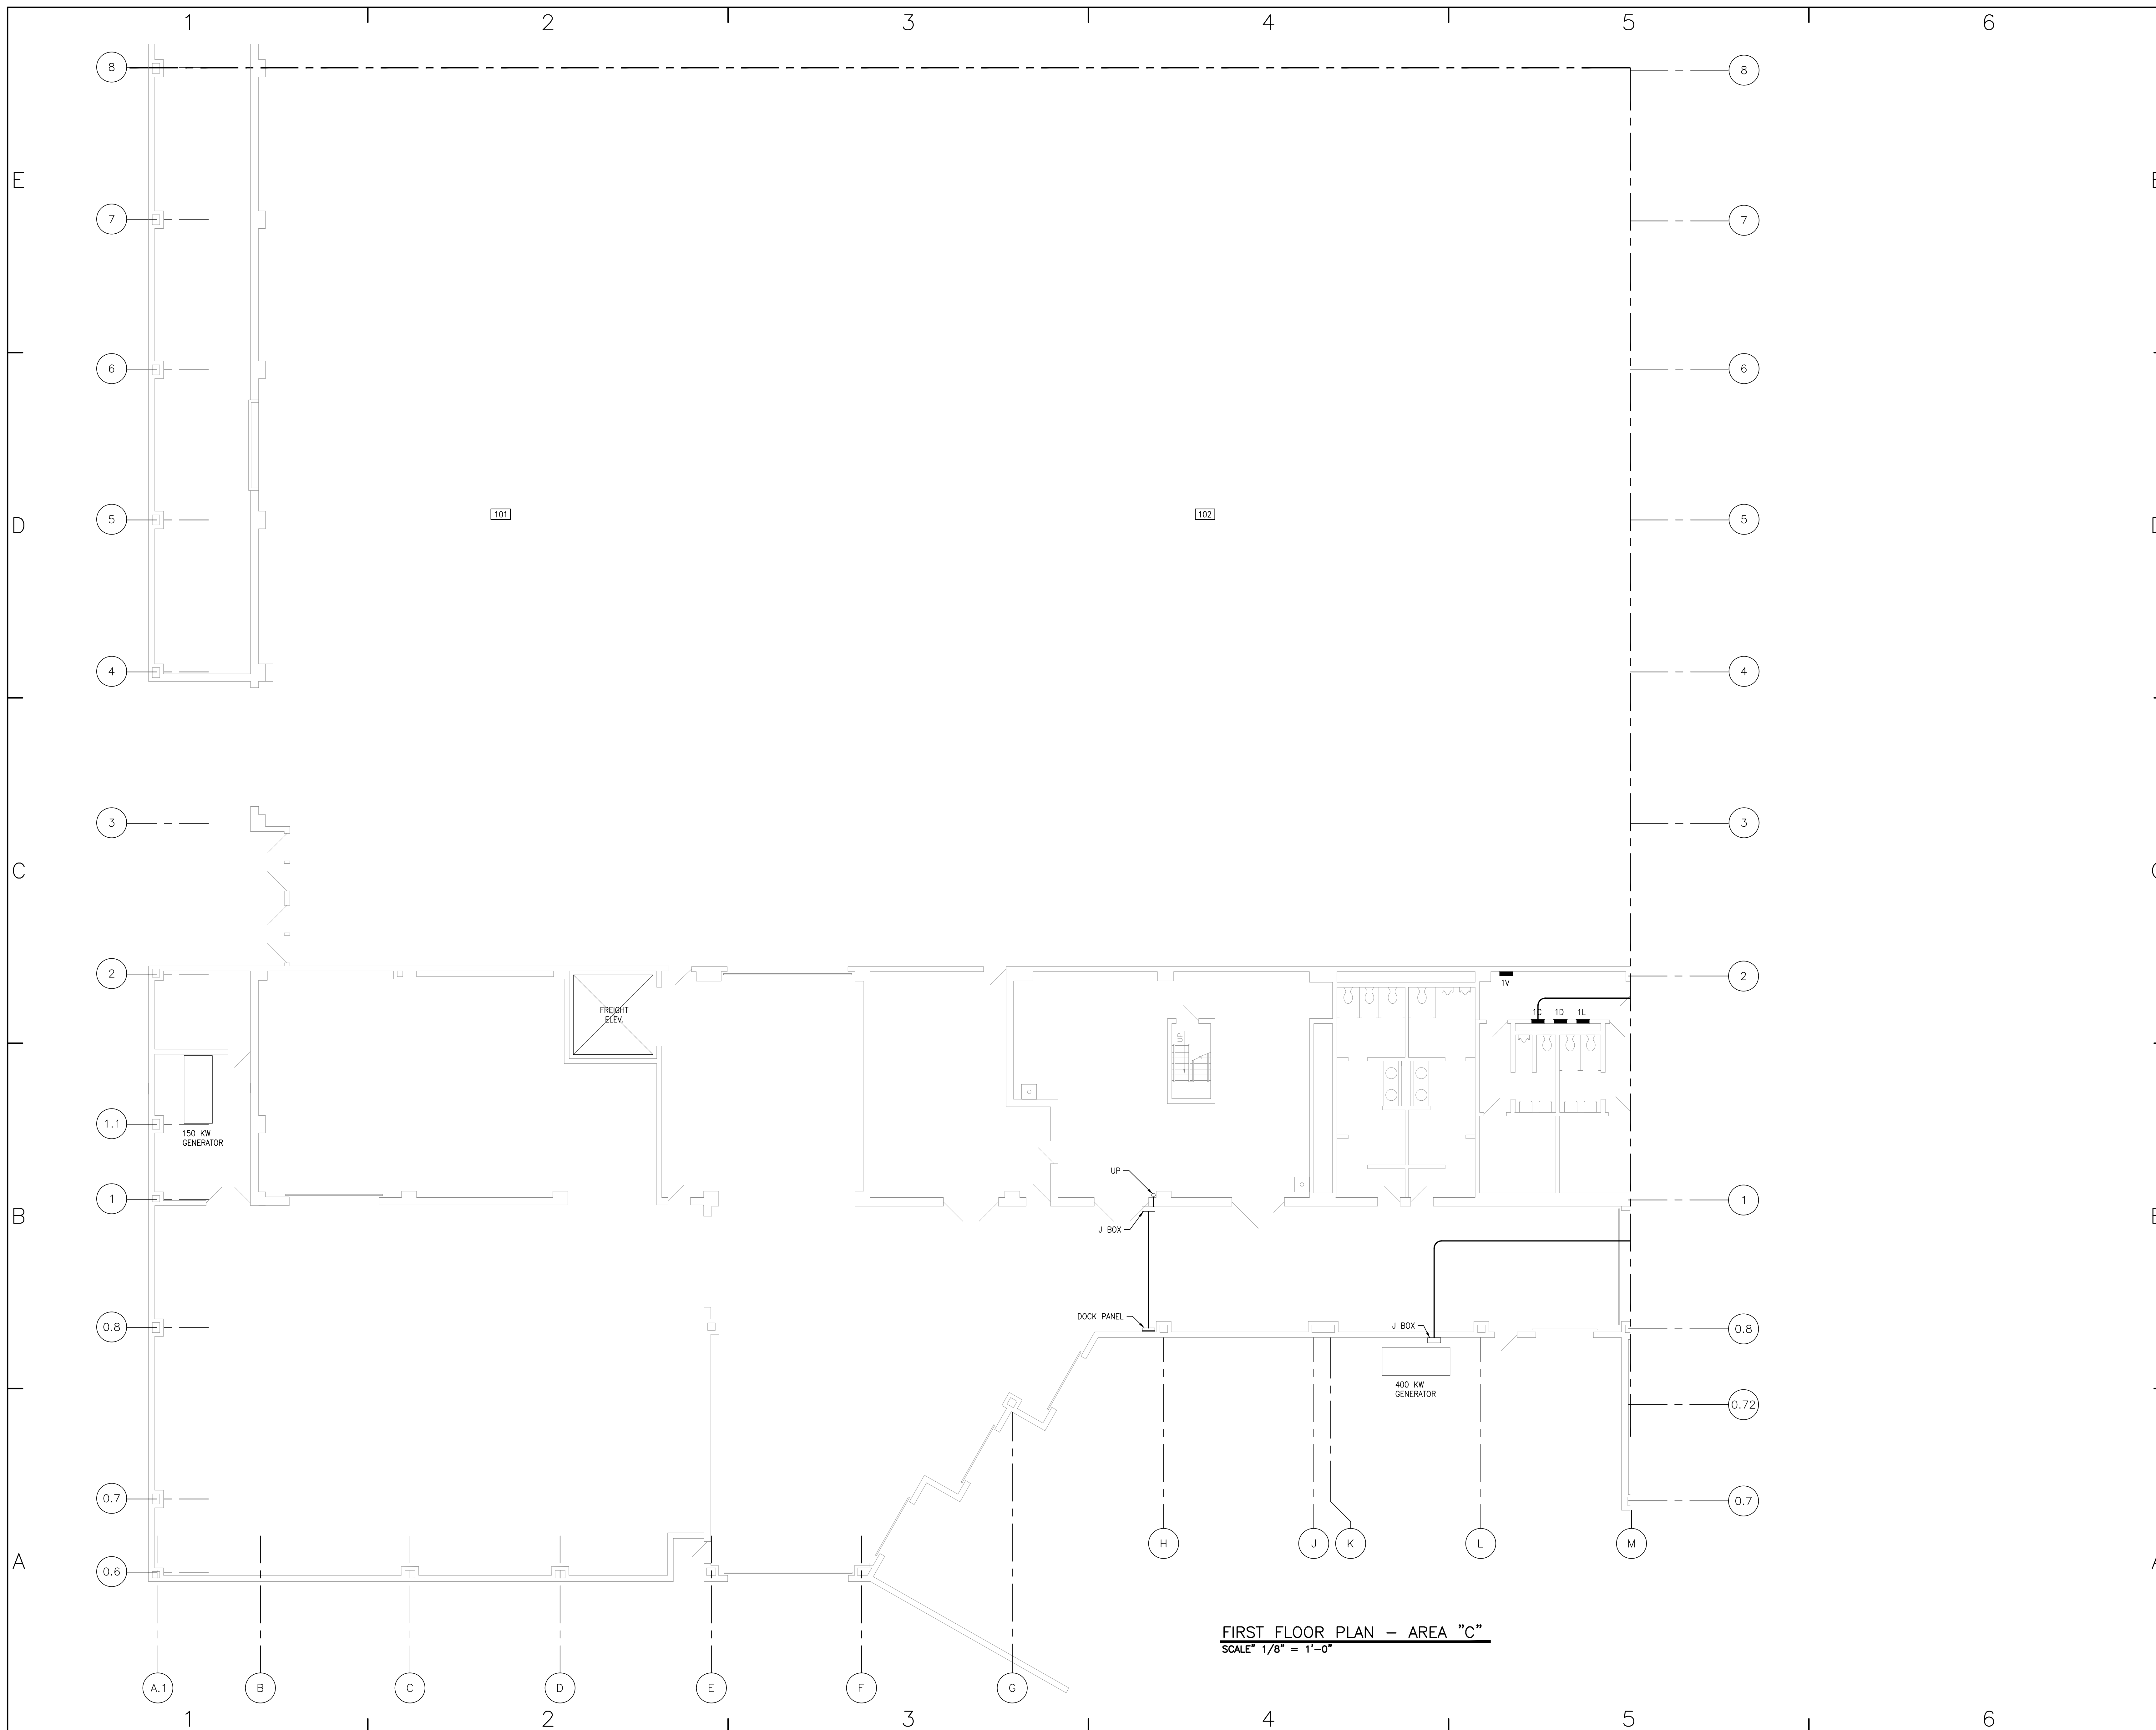 1 2 3 4 5 6
8 8
E
7 7
6 6
101 102
D
5 5
4 4
3 3
C
2 2
1V
FREIGHT
ELEV.
1C 1D 1L
UP
1.1
150 KW
GENERATOR
UP
1 1
B
J BOX
DOCK PANEL
J BOX
0.8 0.8
400 KW
GENERATOR
0.72
0.7 0.7
H J K L M
A
0.6
FIRST FLOOR PLAN – AREA "C"
SCALE" 1/8" = 1'-0"
A.1 B C D E F G
1 2 3 4 5 6